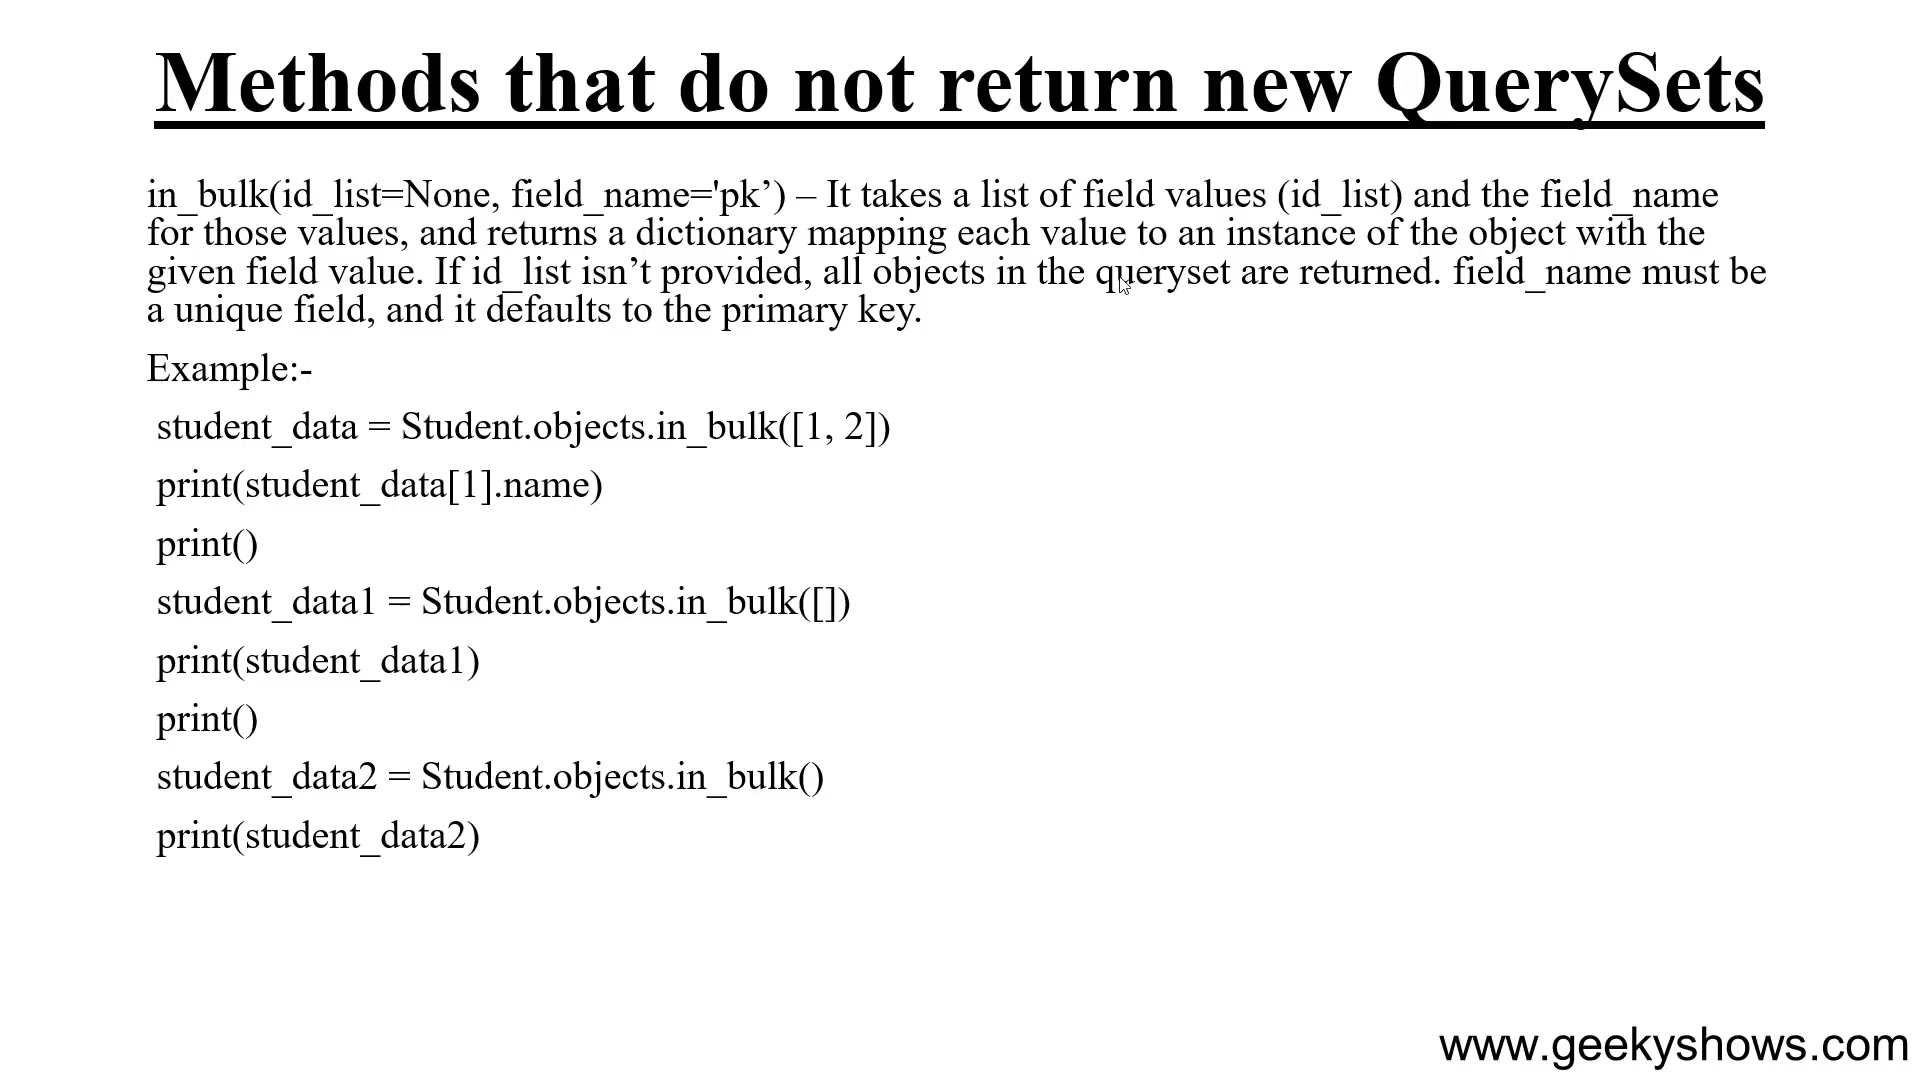 Methods that do not return new QuerySets
in_bulk(id_list=None, field_name='pk’) – It takes a list of field values (id_list) and the field_name
for those values, and returns a dictionary mapping each value to an instance of the object with the
given field value. If id_list isn’t provided, all objects in the queryset are returned. field_name must be
a unique field, and it defaults to the primary key.
Example:-
student_data = Student.objects.in_bulk([1, 2])
print(student_data[1].name)
print()
student_data1 = Student.objects.in_bulk([])
print(student_data1)
print()
student_data2 = Student.objects.in_bulk()
print(student_data2)
www.geekyshows.com